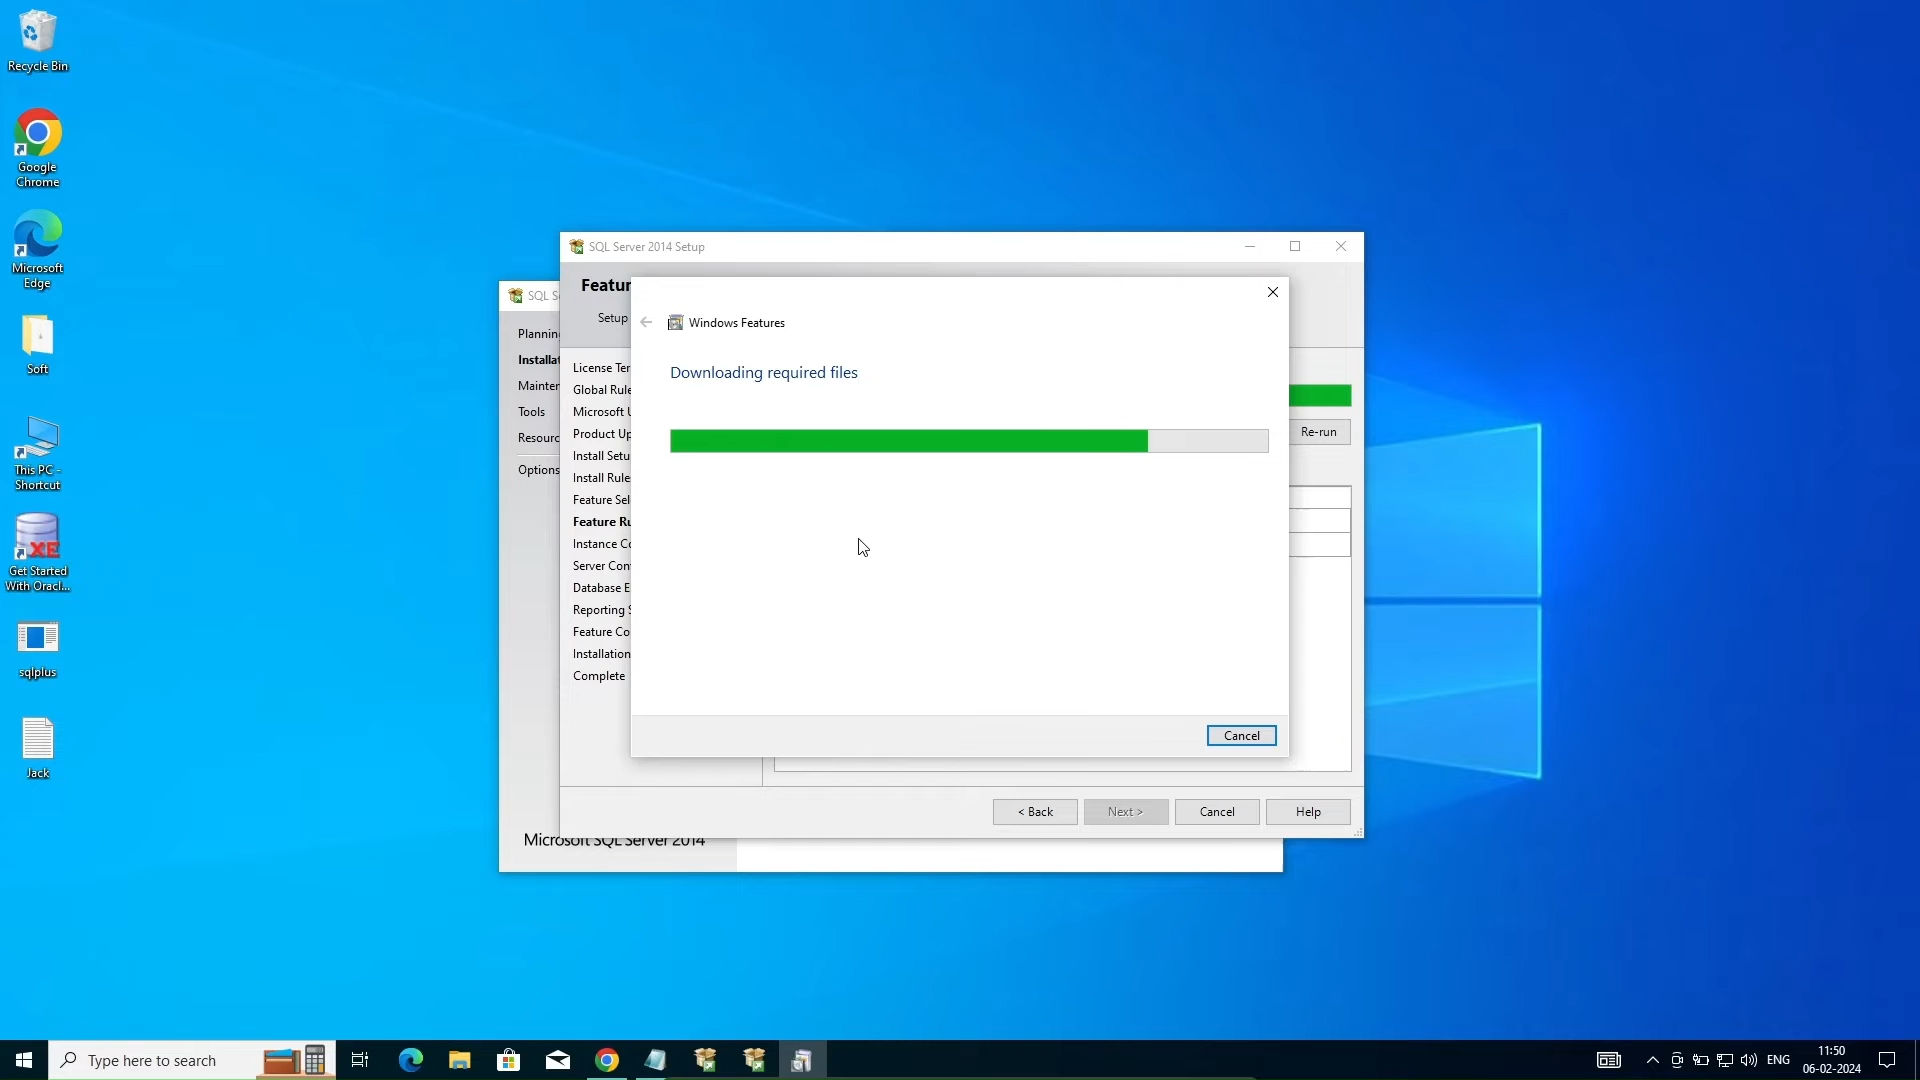 Recycle Bin
Google
Chrome
Microsoft
Edge
Soft
This PC -
Shortcut
Get Started
With Oracl...
sqlplus
Jack
SQL Server 2014 Setup
Featur
Setup
License Ter
Global Rule
Microsoft U
Product Up
Install Setu
Install Rule
Feature Sel
Feature Ru
Instance Co
Server Con
Database E
Reporting S
Feature Co
Installation
Complete
Re-run
< Back
Next >
Cancel
Help
SQL S
Planning
Installat
Mainten
Tools
Resourc
Options
Microsoft SQL Server 2014
Windows Features
Downloading required files
Cancel
Type here to search
ENG
11:50
06-02-2024